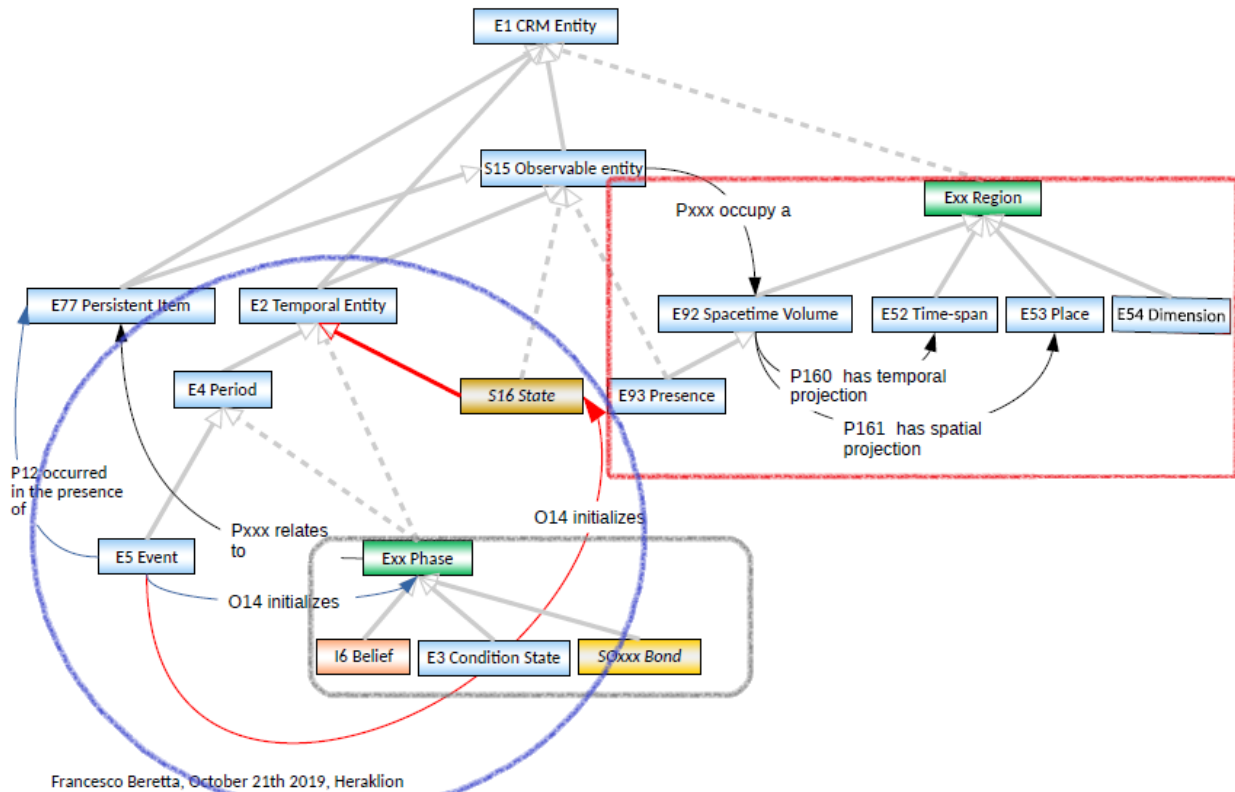 E1 CRM Entity
S15 Observable entity
Exx Region
Pxxx occupy a
E77 Persistent Item
E2 Temporal Entity
E92 Spacetime Volume
E52 Time-span
E53 Place
E54 Dimension
E4 Period
S16 State
E93 Presence
P160 has temporal
projection
P161 has spatial
projection
P12 occurred
in the presence
of
Pxxx relates
to
O14 initializes
E5 Event
Exx Phase
O14 initializes
I6 Belief
E3 Condition State
SOxxx Bond
Francesco Beretta, October 21th 2019, Heraklion